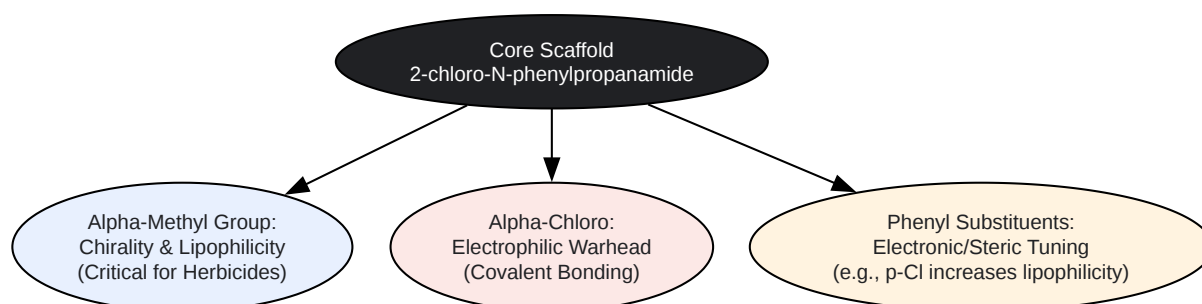 Core Scaffold
2-chloro-N-phenylpropanamide
Alpha-Methyl Group:
Chirality & Lipophilicity
(Critical for Herbicides)
Alpha-Chloro:
Electrophilic Warhead
(Covalent Bonding)
Phenyl Substituents:
Electronic/Steric Tuning
(e.g., p-Cl increases lipophilicity)